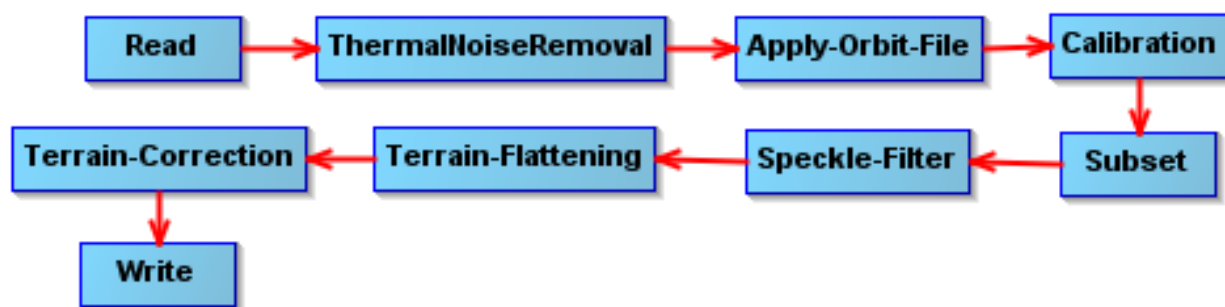 Read
ThermalNoiseRemoval
Apply-Orbit-File
Calibration
Subset
Speckle-Filter
Terrain-Flattening
Terrain-Correction
Write